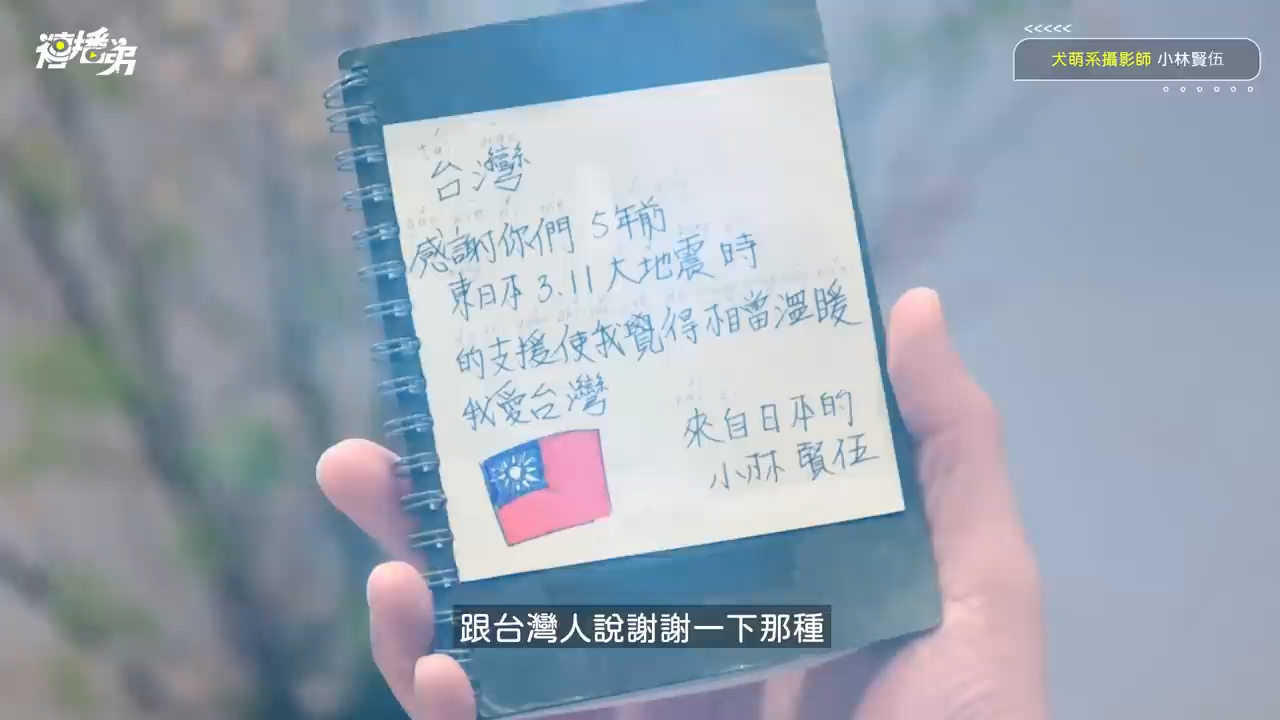 禮播弟
<<<<<
犬萌系攝影師 小林賢伍
台灣
感謝你們 5年前
東日本 3.11 大地震時
的支援使我覺得相當溫暖
我愛台灣
來自日本的
小林 賢伍
跟台灣人說謝謝一下那種